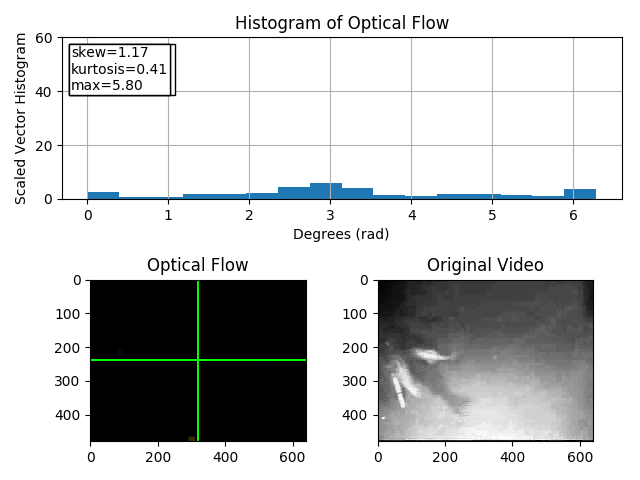 Histogram of Optical Flow
Scaled Vector Histogram
60
40
20
0
skew=1.17
kurtosis=0.41
max=5.80
0 1 2 3 4 5 6
Degrees (rad)
Optical Flow
0
100
200
300
400
0 200 400 600
Original Video
0
100
200
300
400
0 200 400 600